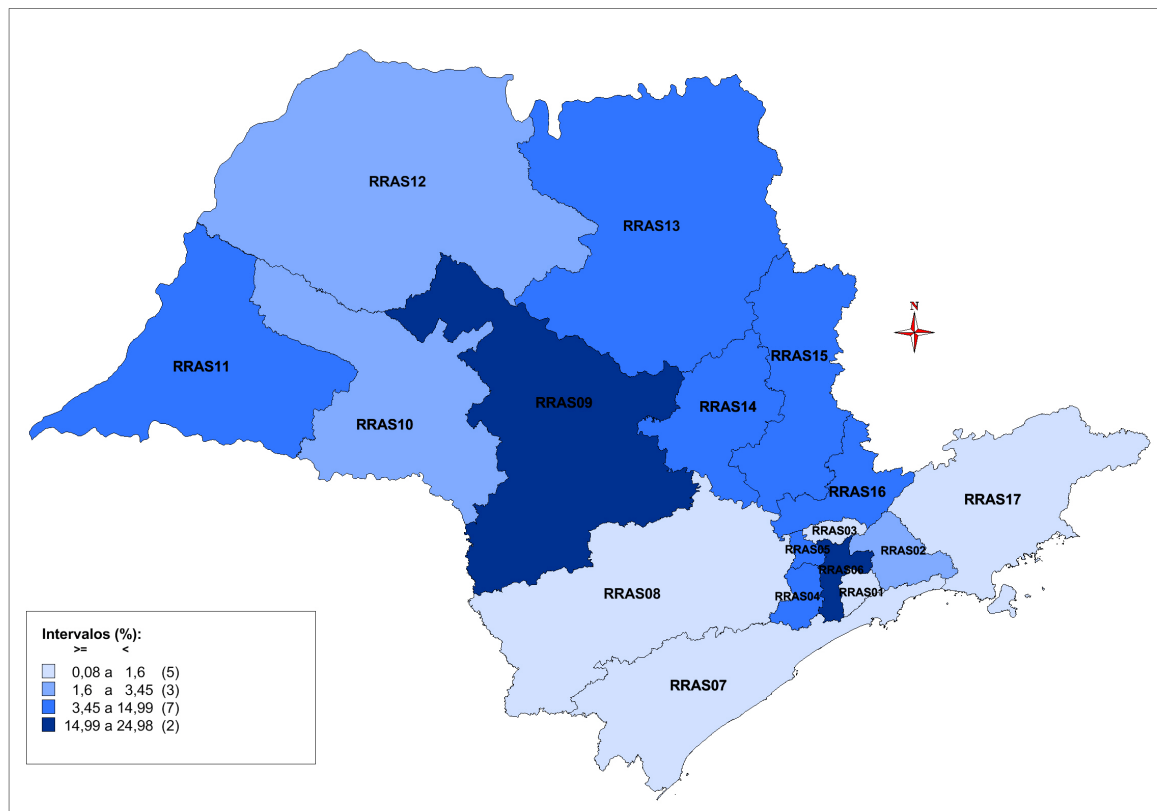 RRAS12
RRAS13
N
RRAS15
RRAS11
RRAS09
RRAS14
RRAS10
RRAS16
RRAS17
RRAS03
RRAS05
RRAS02
RRAS06
RRAS08
RRAS04
RRAS01
RRAS07
Intervalos (%):
>= <
0,08 a 1,6 (5)
1,6 a 3,45 (3)
3,45 a 14,99 (7)
14,99 a 24,98 (2)